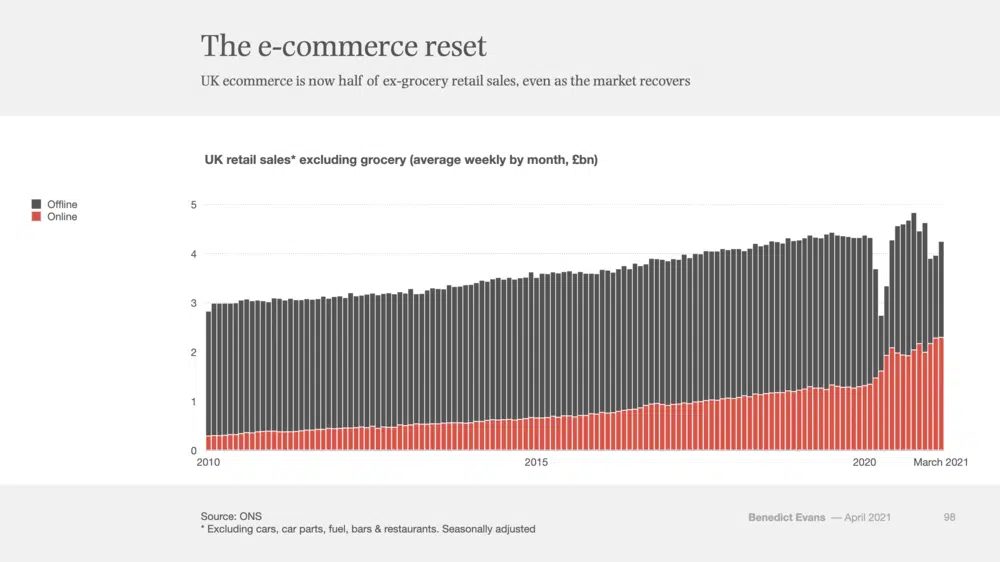 The e-commerce reset
UK ecommerce is now half of ex-grocery retail sales, even as the market recovers
UK retail sales* excluding grocery (average weekly by month, £bn)
Offline
Online
5
4
3
2
1
0
2010
2015
2020
March 2021
Source: ONS
* Excluding cars, car parts, fuel, bars & restaurants. Seasonally adjusted
Benedict Evans — April 2021
98